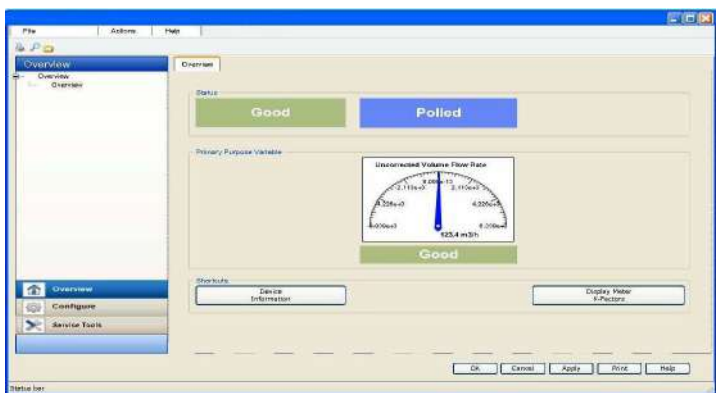 File Actions Help
Overview
Overview
Overview
Overview
Status
Good Polled
Primary Purpose Variable
Uncorrected Volume Flow Rate
123.4 m3/h
Good
Shortcuts
Device Information
Display Meter K-Factors
Overview
Configure
Service Tools
OK Cancel Apply Print Help
Status bar